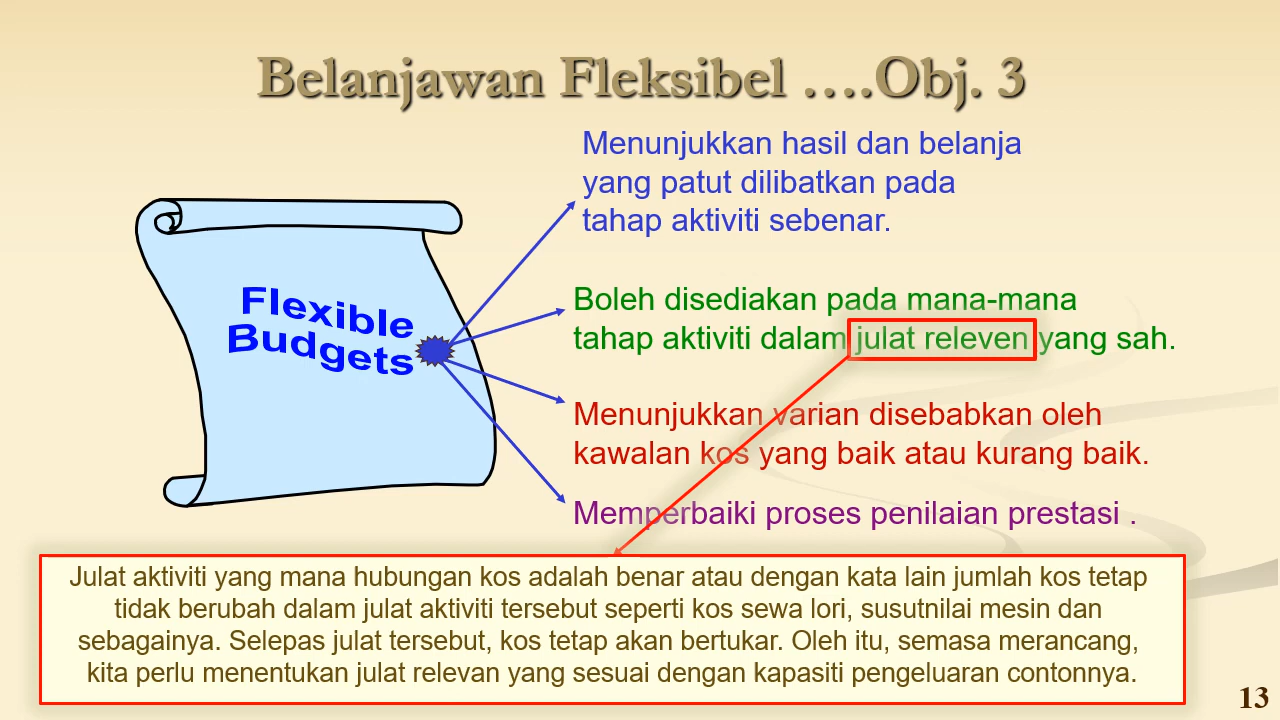 Belanjawan Fleksibel ....Obj. 3
Menunjukkan hasil dan belanja
yang patut dilibatkan pada
tahap aktiviti sebenar.
Flexible
Budgets
Boleh disediakan pada mana-mana
tahap aktiviti dalam julat releven yang sah.
Menunjukkan varian disebabkan oleh
kawalan kos yang baik atau kurang baik.
Memperbaiki proses penilaian prestasi .
Julat aktiviti yang mana hubungan kos adalah benar atau dengan kata lain jumlah kos tetap
tidak berubah dalam julat aktiviti tersebut seperti kos sewa lori, susutnilai mesin dan
sebagainya. Selepas julat tersebut, kos tetap akan bertukar. Oleh itu, semasa merancang,
kita perlu menentukan julat relevan yang sesuai dengan kapasiti pengeluaran contonnya.
13